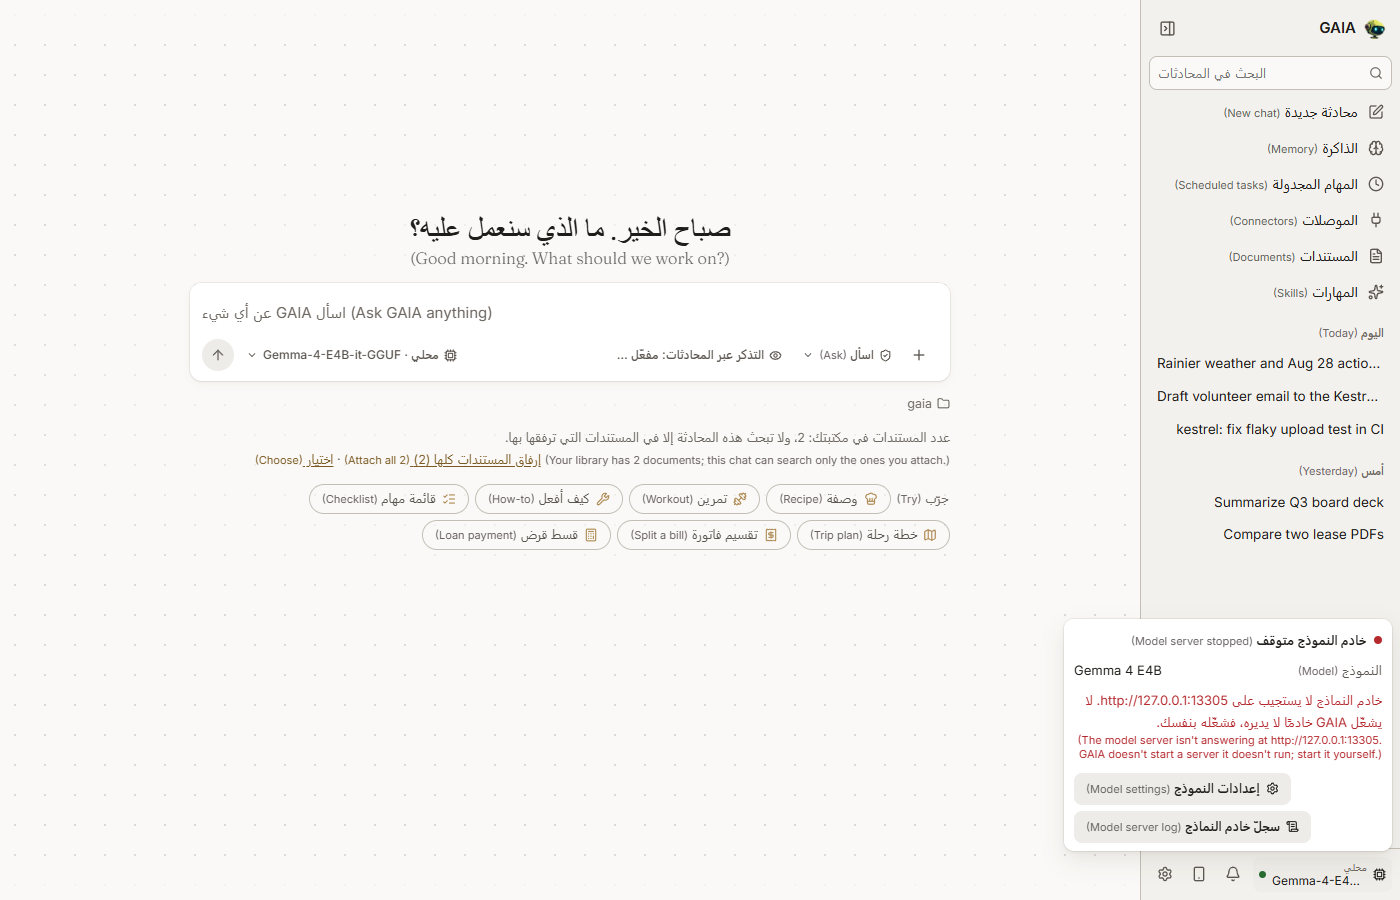 GAIA
البحث في المحادثات
محادثة جديدة (New chat)
الذاكرة (Memory)
المهام المجدولة (Scheduled tasks)
الموصلات (Connectors)
المستندات (Documents)
المهارات (Skills)
اليوم (Today)
Rainier weather and Aug 28 actio...
Draft volunteer email to the Kestr...
kestrel: fix flaky upload test in CI
أمس (Yesterday)
Summarize Q3 board deck
Compare two lease PDFs
صباح الخير. ما الذي سنعمل عليه؟
(Good morning. What should we work on?)
اسأل GAIA عن أي شيء (Ask GAIA anything)
اسأل (Ask)
التذكر عبر المحادثات: مفعّل ...
محلي · Gemma-4-E4B-it-GGUF
gaia
عدد المستندات في مكتبتك: 2، ولا تبحث هذه المحادثة إلا في المستندات التي ترفقها بها.
(Your library has 2 documents; this chat can search only the ones you attach.) إرفاق المستندات كلها (2) (Attach all 2) · اختيار (Choose)
جرّب (Try) وصفة (Recipe) تمرين (Workout) كيف أفعل (How-to) قائمة مهام (Checklist)
خطة رحلة (Trip plan) تقسيم فاتورة (Split a bill) قسط قرض (Loan payment)
خادم النموذج متوقف (Model server stopped)
النموذج (Model) Gemma 4 E4B
خادم النماذج لا يستجيب على http://127.0.0.1:13305. لا
يشغّل GAIA خادمًا لا يديره، فشغّله بنفسك.
(The model server isn't answering at http://127.0.0.1:13305.
GAIA doesn't start a server it doesn't run; start it yourself.)
إعدادات النموذج (Model settings)
سجلّ خادم النماذج (Model server log)
محلي
Gemma-4-E4...